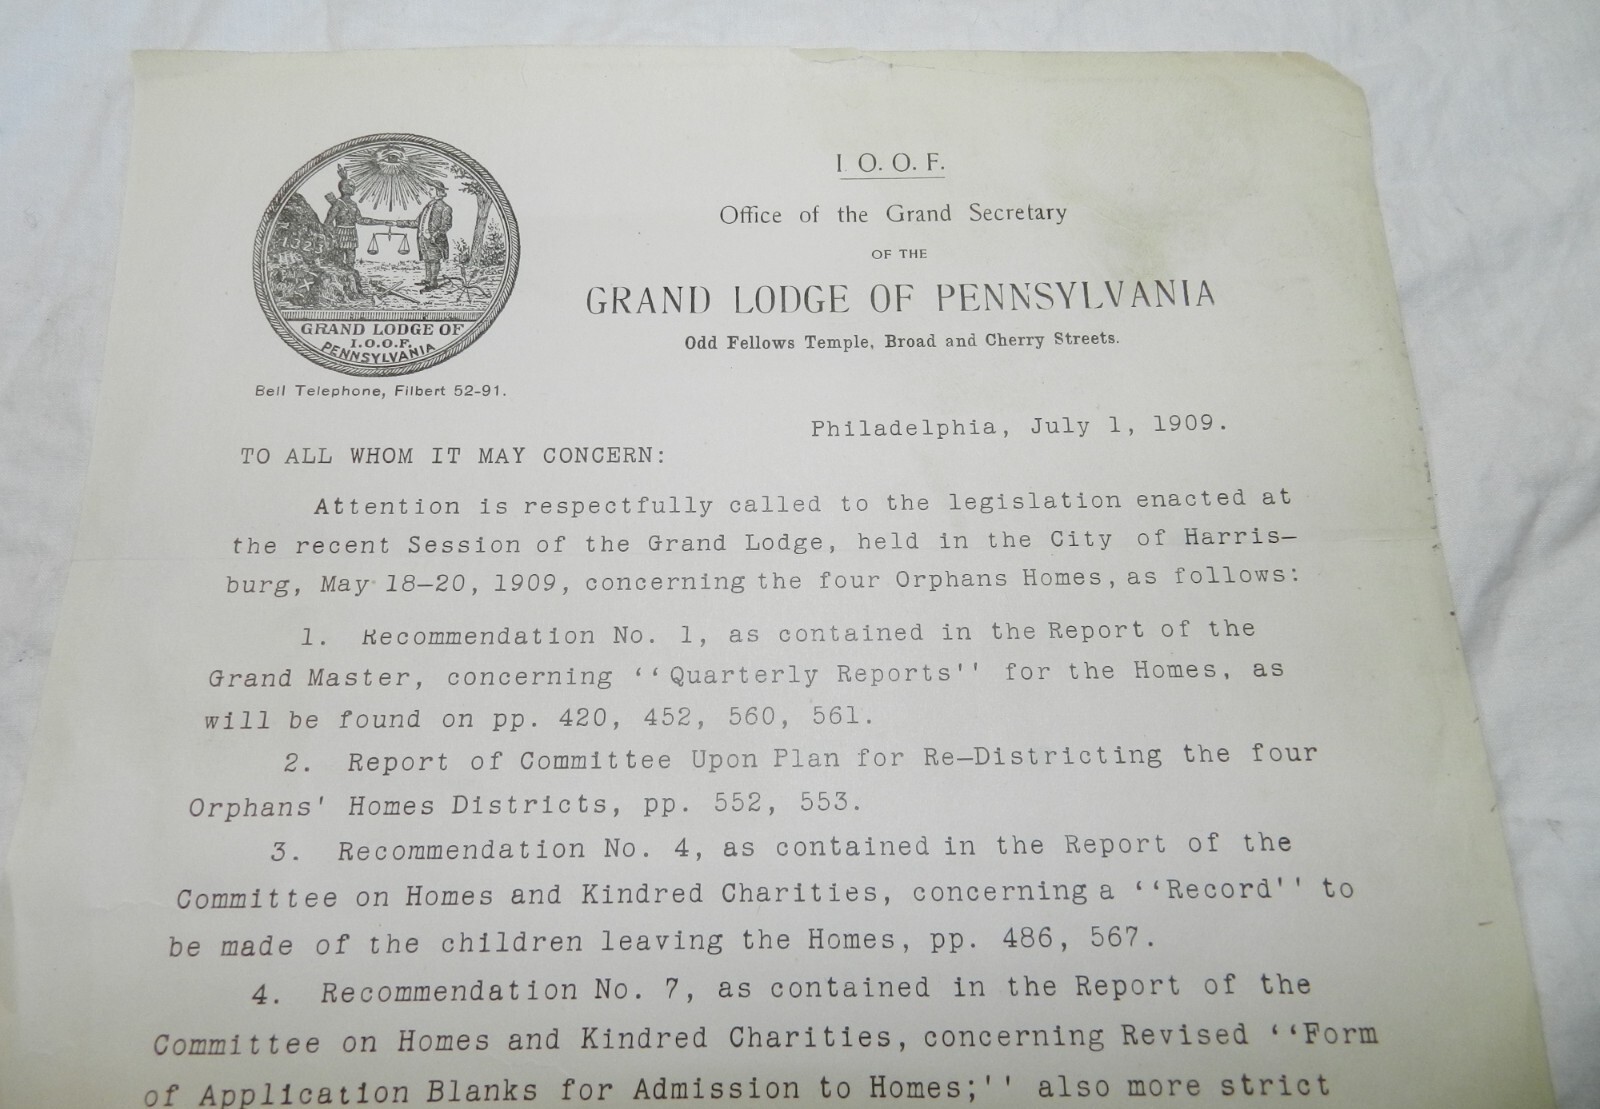 1823
GRAND LODGE OF
I.O.O.F.
PENNSYLVANIA
Bell Telephone, Filbert 52-91.
I. O. O. F.
Office of the Grand Secretary
OF THE
GRAND LODGE OF PENNSYLVANIA
Odd Fellows Temple, Broad and Cherry Streets.
Philadelphia, July 1, 1909.
TO ALL WHOM IT MAY CONCERN:
Attention is respectfully called to the legislation enacted at
the recent Session of the Grand Lodge, held in the City of Harris-
burg, May 18-20, 1909, concerning the four Orphans Homes, as follows:
1. Recommendation No. 1, as contained in the Report of the
Grand Master, concerning ''Quarterly Reports'' for the Homes, as
will be found on pp. 420, 452, 560, 561.
2. Report of Committee Upon Plan for Re-Districting the four
Orphans' Homes Districts, pp. 552, 553.
3. Recommendation No. 4, as contained in the Report of the
Committee on Homes and Kindred Charities, concerning a ''Record'' to
be made of the children leaving the Homes, pp. 486, 567.
4. Recommendation No. 7, as contained in the Report of the
Committee on Homes and Kindred Charities, concerning Revised ''Form
of Application Blanks for Admission to Homes;'' also more strict